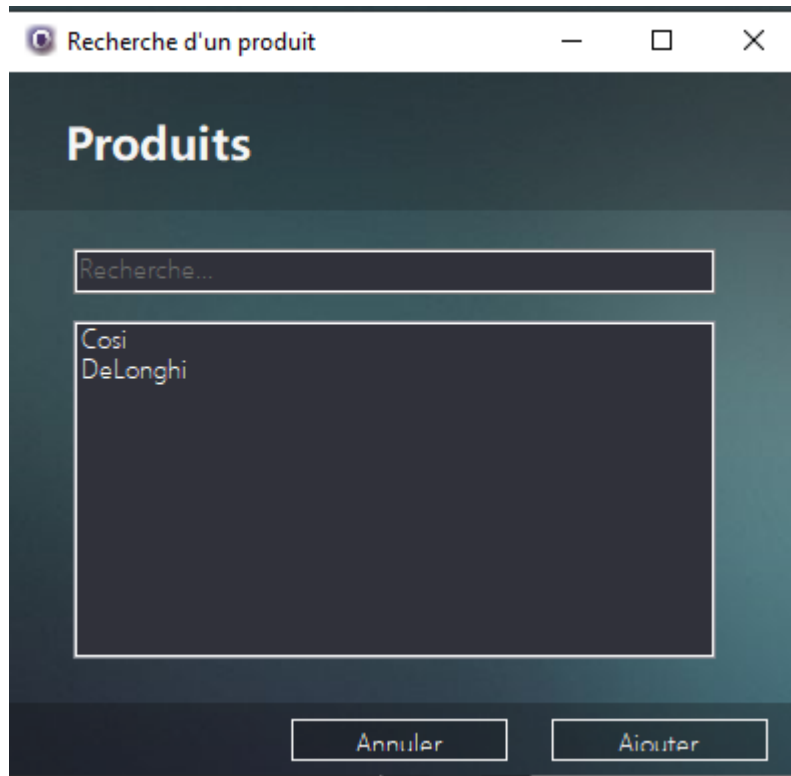 Recherche d'un produit
Produits
Recherche...
Cosi
DeLonghi
Annuler
Ajouter